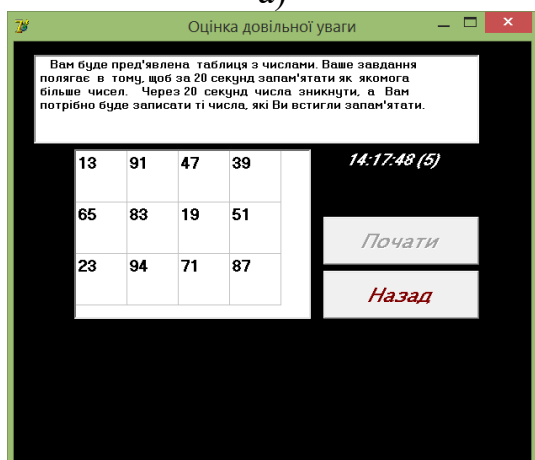 а)
Оцінка довільної уваги
Вам буде пред'явлена таблиця з числами. Ваше завдання
полягає в тому, щоб за 20 секунд запам'ятати як якомога
більше чисел. Через 20 секунд числа зникнути, а Вам
потрібно буде записати ті числа, які Ви встигли запам'ятати.
13 91 47 39
14:17:48 (5)
65 83 19 51
Почати
23 94 71 87
Назад